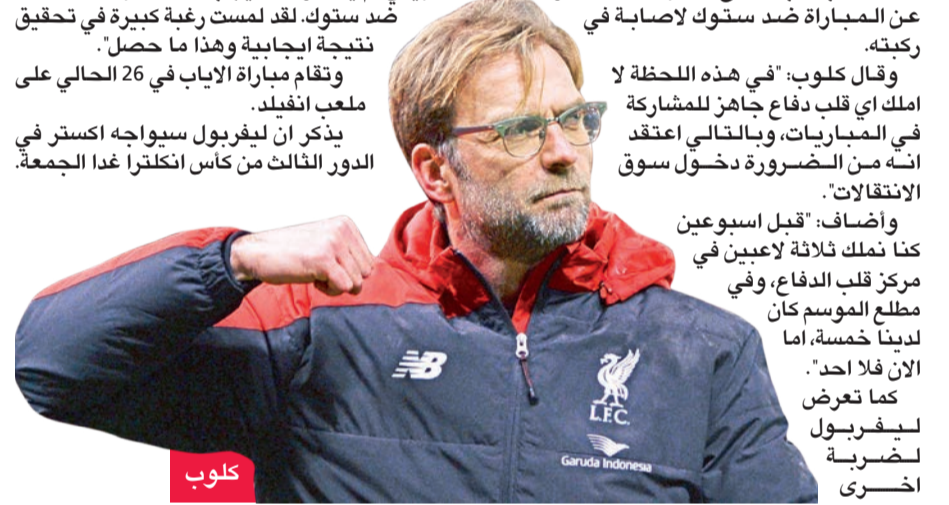 عن المباراة ضد ستوك لاصابة في
ركبته.
وقال كلوب: "في هذه اللحظة لا
املك اي قلب دفاع جاهز للمشاركة
في المباريات، وبالتالي اعتقد
انه من الضرورة دخول سوق
الانتقالات".
وأضاف: "قبل اسبوعين
كنا نملك ثلاثة لاعبين في
مركز قلب الدفاع، وفي
مطلع الموسم كان
لدينا خمسة، اما
الان فلا احد".
كما تعرض
ليفربول
لضربة
اخرى
ضد ستوك. لقد لمست رغبة كبيرة في تحقيق
نتيجة ايجابية وهذا ما حصل".
وتقام مباراة الاياب في 26 الحالي على
ملعب انفيلد.
يذكر ان ليفربول سيواجه اكستر في
الدور الثالث من كأس انكلترا غدا الجمعة.
NB
L.F.C.
Garuda Indonesia
كلوب